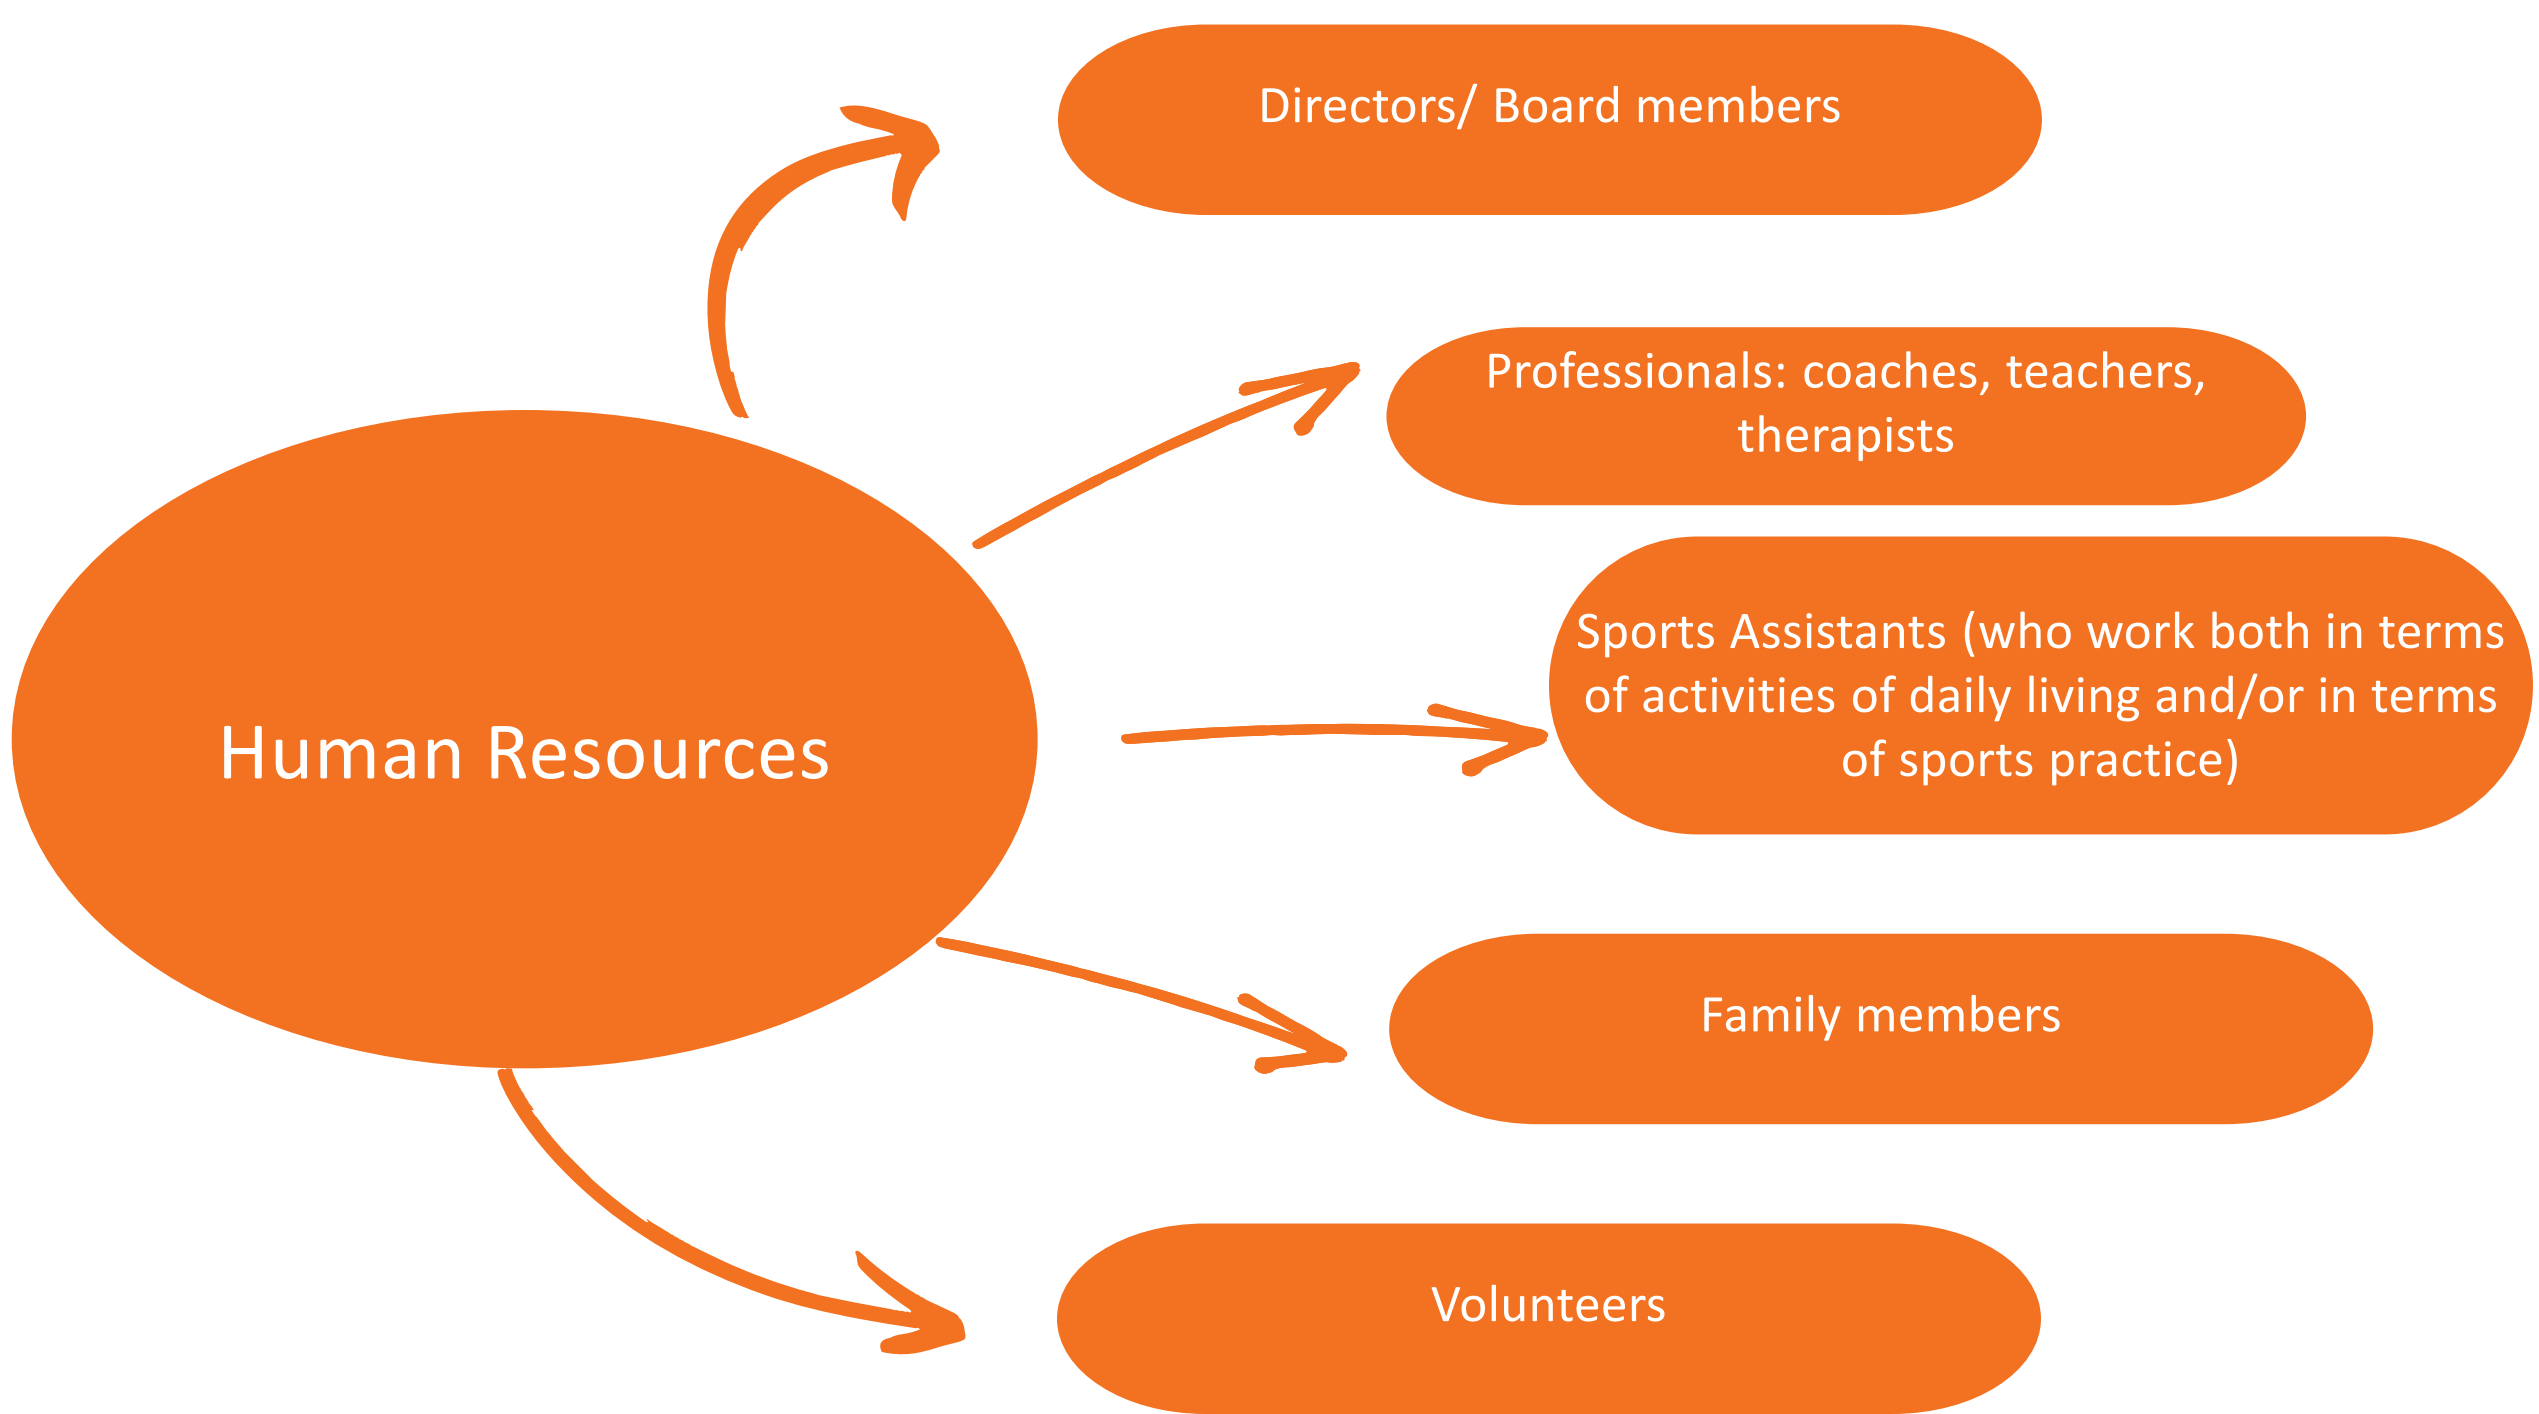 Directors/ Board members
Professionals: coaches, teachers,
therapists
Sports Assistants (who work both in terms
of activities of daily living and/or in terms
of sports practice)
Human Resources
Family members
Volunteers